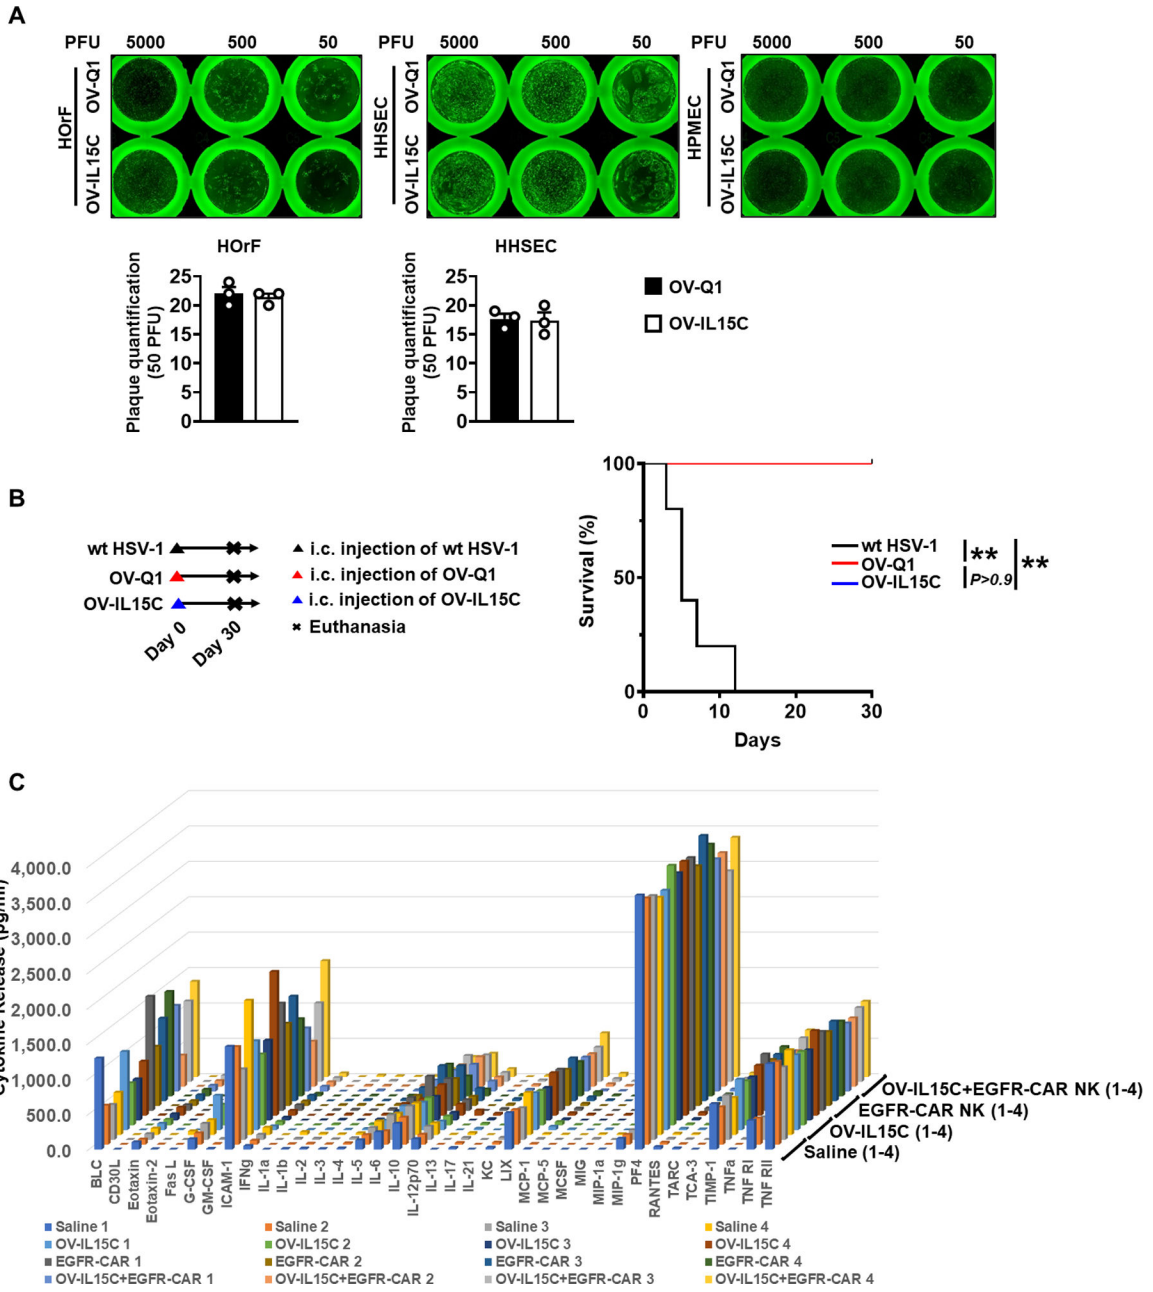 A
PFU 5000 500 50
HOrF
OV-Q1
OV-IL15C
PFU 5000 500 50
HHSEC
OV-Q1
OV-IL15C
PFU 5000 500 50
HPMEC
OV-Q1
OV-IL15C
HOrF
Plaque quantification
(50 PFU)
25
20
15
10
5
0
HHSEC
Plaque quantification
(50 PFU)
25
20
15
10
5
0
OV-Q1
OV-IL15C
B
wt HSV-1
OV-Q1
OV-IL15C
Day 0
Day 30
i.c. injection of wt HSV-1
i.c. injection of OV-Q1
i.c. injection of OV-IL15C
Euthanasia
Survival (%)
100
50
0
0 10 20 30
Days
wt HSV-1
OV-Q1
OV-IL15C
**
P>0.9
**
C
Release (pg/ml)
4,000.0
3,500.0
3,000.0
2,500.0
2,000.0
1,500.0
1,000.0
500.0
0.0
BLC
CD30L
Eotaxin
Eotaxin-2
Fas L
G-CSF
GM-CSF
ICAM-1
IFNg
IL-1a
IL-1b
IL-2
IL-3
IL-4
IL-5
IL-6
IL-10
IL-12p70
IL-13
IL-17
IL-21
KC
LIX
MCP-1
MCP-5
MCSF
MIG
MIP-1a
MIP-1g
PF4
RANTES
TARC
TCA-3
TIMP-1
TNFa
TNF RI
TNF RII
OV-IL15C+EGFR-CAR NK (1-4)
EGFR-CAR NK (1-4)
OV-IL15C (1-4)
Saline (1-4)
Saline 1 Saline 2 Saline 3 Saline 4
OV-IL15C 1 OV-IL15C 2 OV-IL15C 3 OV-IL15C 4
EGFR-CAR 1 EGFR-CAR 2 EGFR-CAR 3 EGFR-CAR 4
OV-IL15C+EGFR-CAR 1 OV-IL15C+EGFR-CAR 2 OV-IL15C+EGFR-CAR 3 OV-IL15C+EGFR-CAR 4